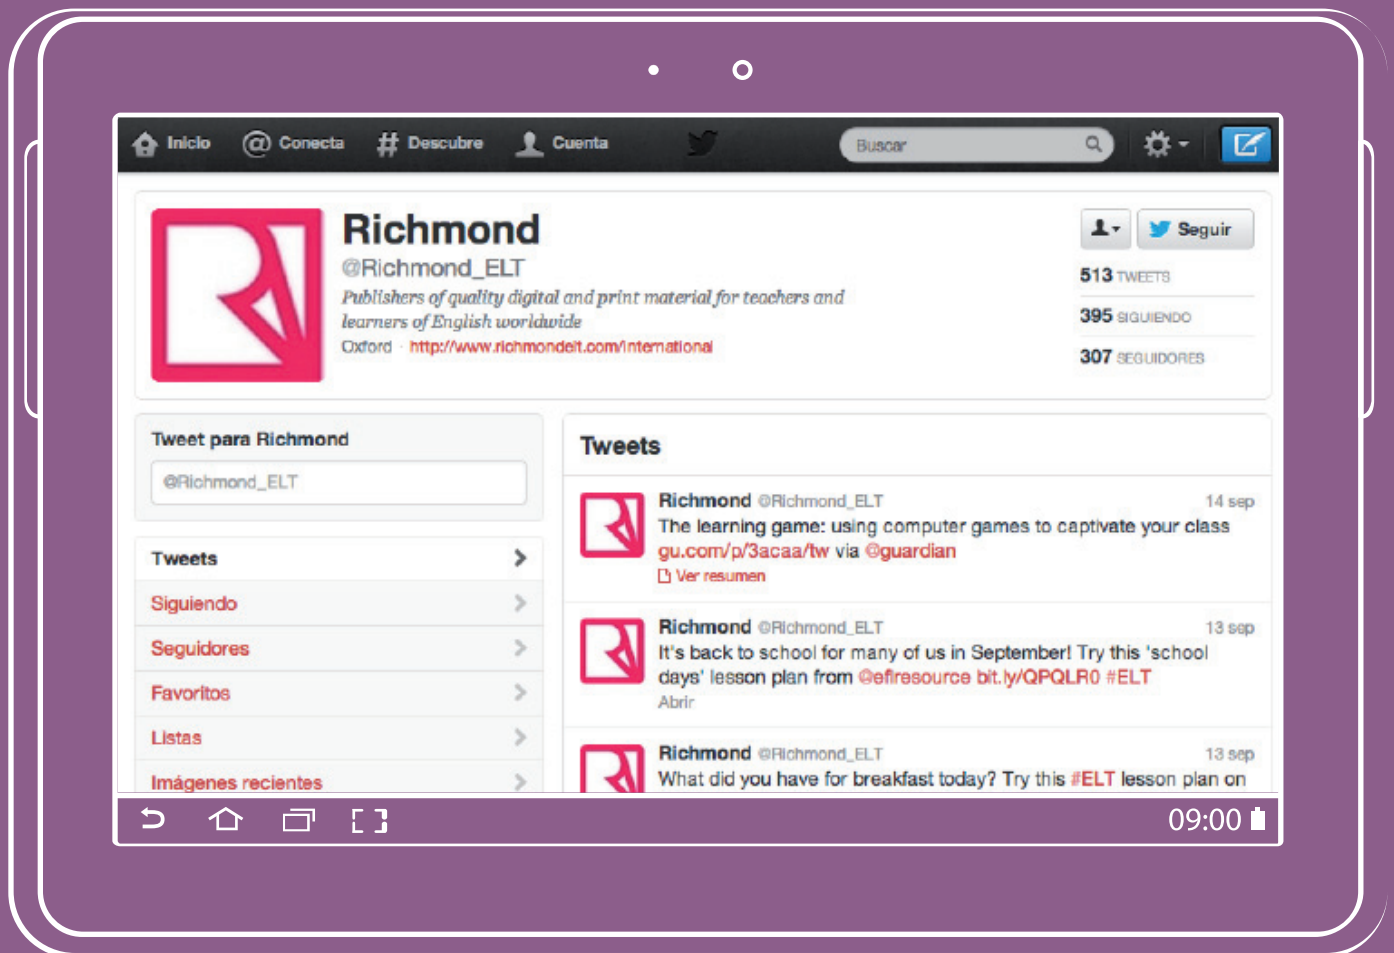 Inicio @ Conecta # Descubre Cuenta Buscar
Richmond
@Richmond_ELT
Publishers of quality digital and print material for teachers and
learners of English worldwide
Oxford · http://www.richmondelt.com/international
Seguir
513 TWEETS
395 SIGUIENDO
307 SEGUIDORES
Tweet para Richmond
@Richmond_ELT
Tweets
Siguiendo
Seguidores
Favoritos
Listas
Imágenes recientes
Tweets
Richmond @Richmond_ELT 14 sep
The learning game: using computer games to captivate your class
gu.com/p/3acaa/tw via @guardian
Ver resumen
Richmond @Richmond_ELT 13 sep
It's back to school for many of us in September! Try this 'school
days' lesson plan from @eflresource bit.ly/QPQLR0 #ELT
Abrir
Richmond @Richmond_ELT 13 sep
What did you have for breakfast today? Try this #ELT lesson plan on
09:00